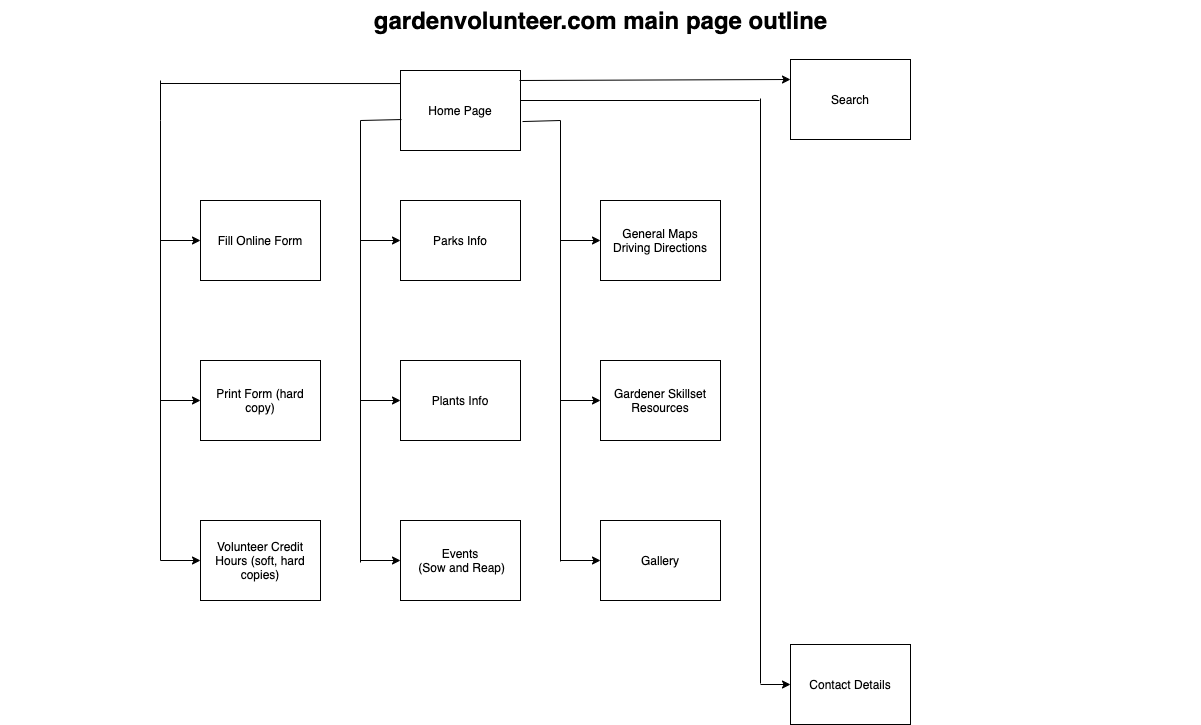 gardenvolunteer.com main page outline
Home Page
Search
Fill Online Form
Parks Info
General Maps
Driving Directions
Print Form (hard
copy)
Plants Info
Gardener Skillset
Resources
Volunteer Credit
Hours (soft, hard
copies)
Events
(Sow and Reap)
Gallery
Contact Details